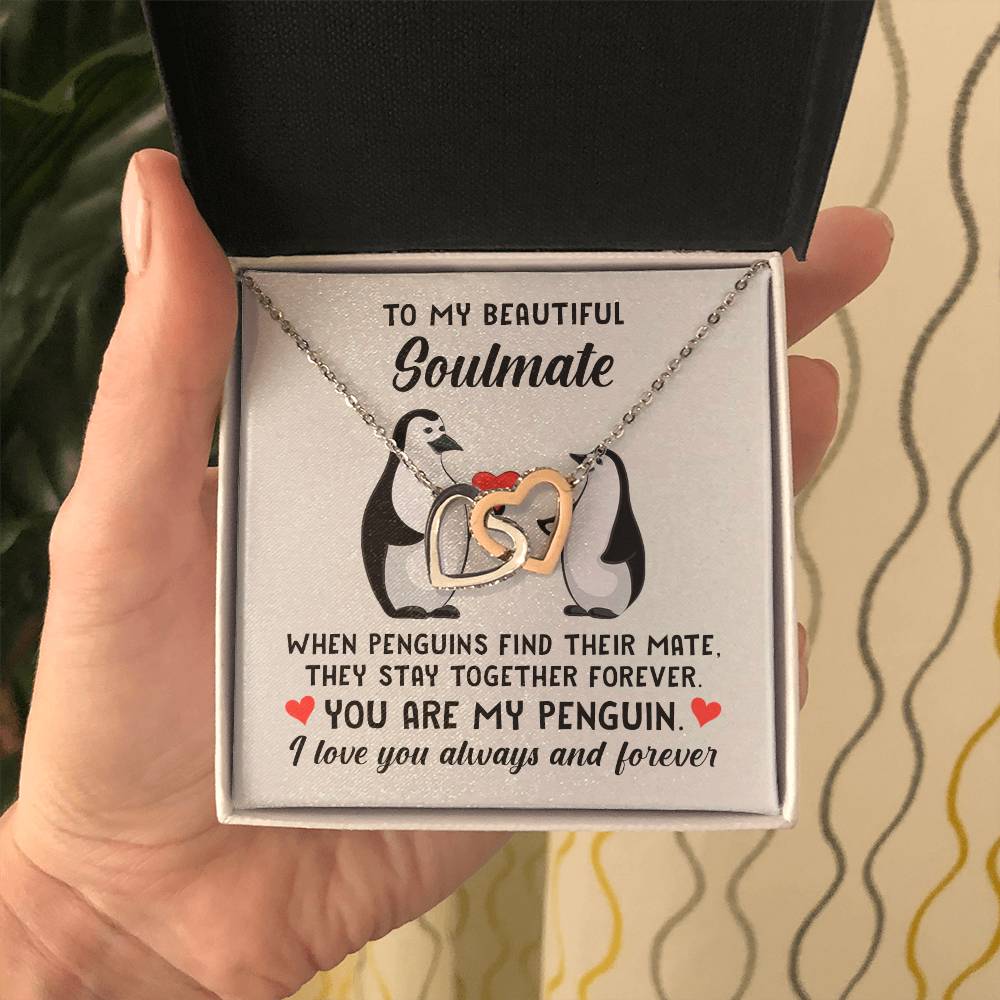 TO MY BEAUTIFUL
Soulmate
WHEN PENGUINS FIND THEIR MATE,
THEY STAY TOGETHER FOREVER.
YOU ARE MY PENGUIN.
I love you always and forever